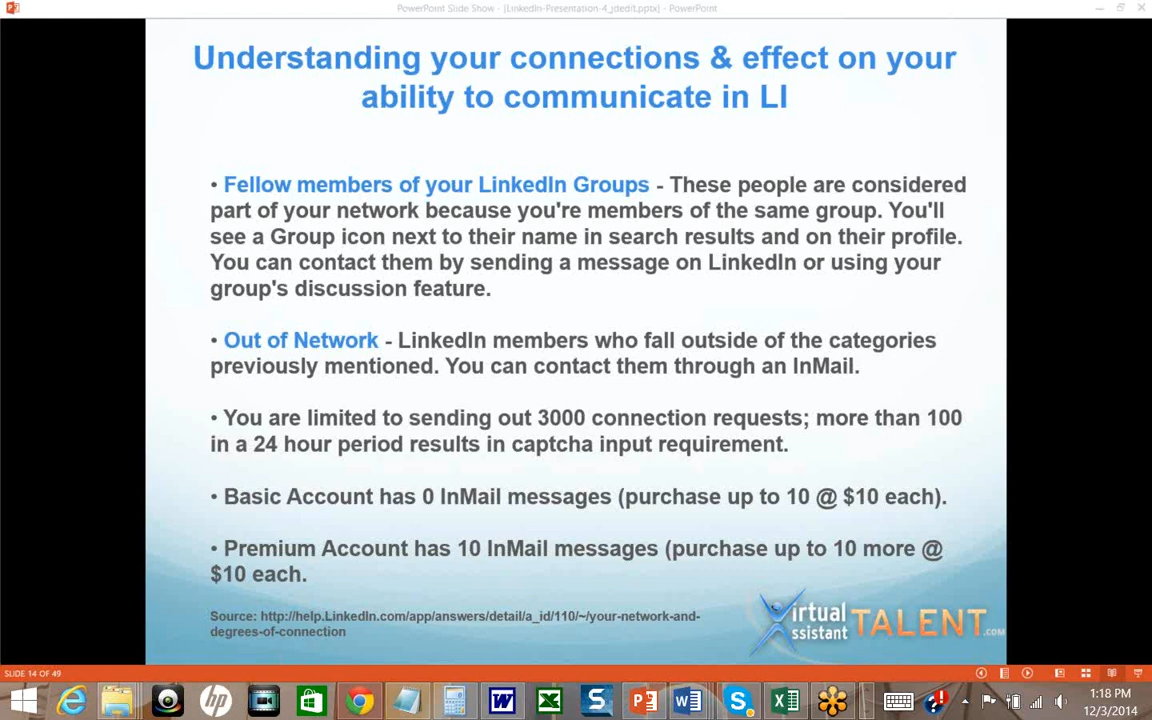 PowerPoint Slide Show - [LinkedIn-Presentation-4_jdedit.pptx] - PowerPoint
Understanding your connections & effect on your
ability to communicate in LI
• Fellow members of your LinkedIn Groups - These people are considered
part of your network because you're members of the same group. You'll
see a Group icon next to their name in search results and on their profile.
You can contact them by sending a message on LinkedIn or using your
group's discussion feature.
• Out of Network - LinkedIn members who fall outside of the categories
previously mentioned. You can contact them through an InMail.
• You are limited to sending out 3000 connection requests; more than 100
in a 24 hour period results in captcha input requirement.
• Basic Account has 0 InMail messages (purchase up to 10 @ $10 each).
• Premium Account has 10 InMail messages (purchase up to 10 more @
$10 each.
Source: http://help.LinkedIn.com/app/answers/detail/a_id/110/~/your-network-and-
degrees-of-connection
Virtual
Assistant TALENT.COM
SLIDE 14 OF 49
hp
1:18 PM
12/3/2014